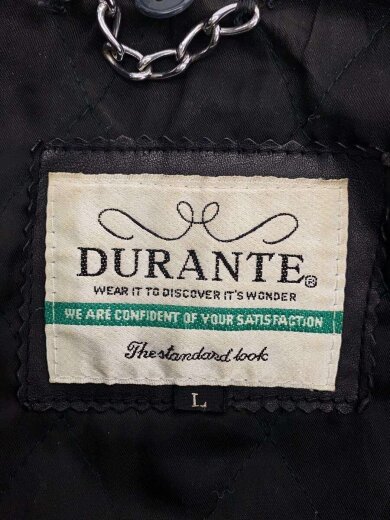 DURANTE®
WEAR IT TO DISCOVER IT'S WONDER
WE ARE CONFIDENT OF YOUR SATISFACTION
The standard look
L